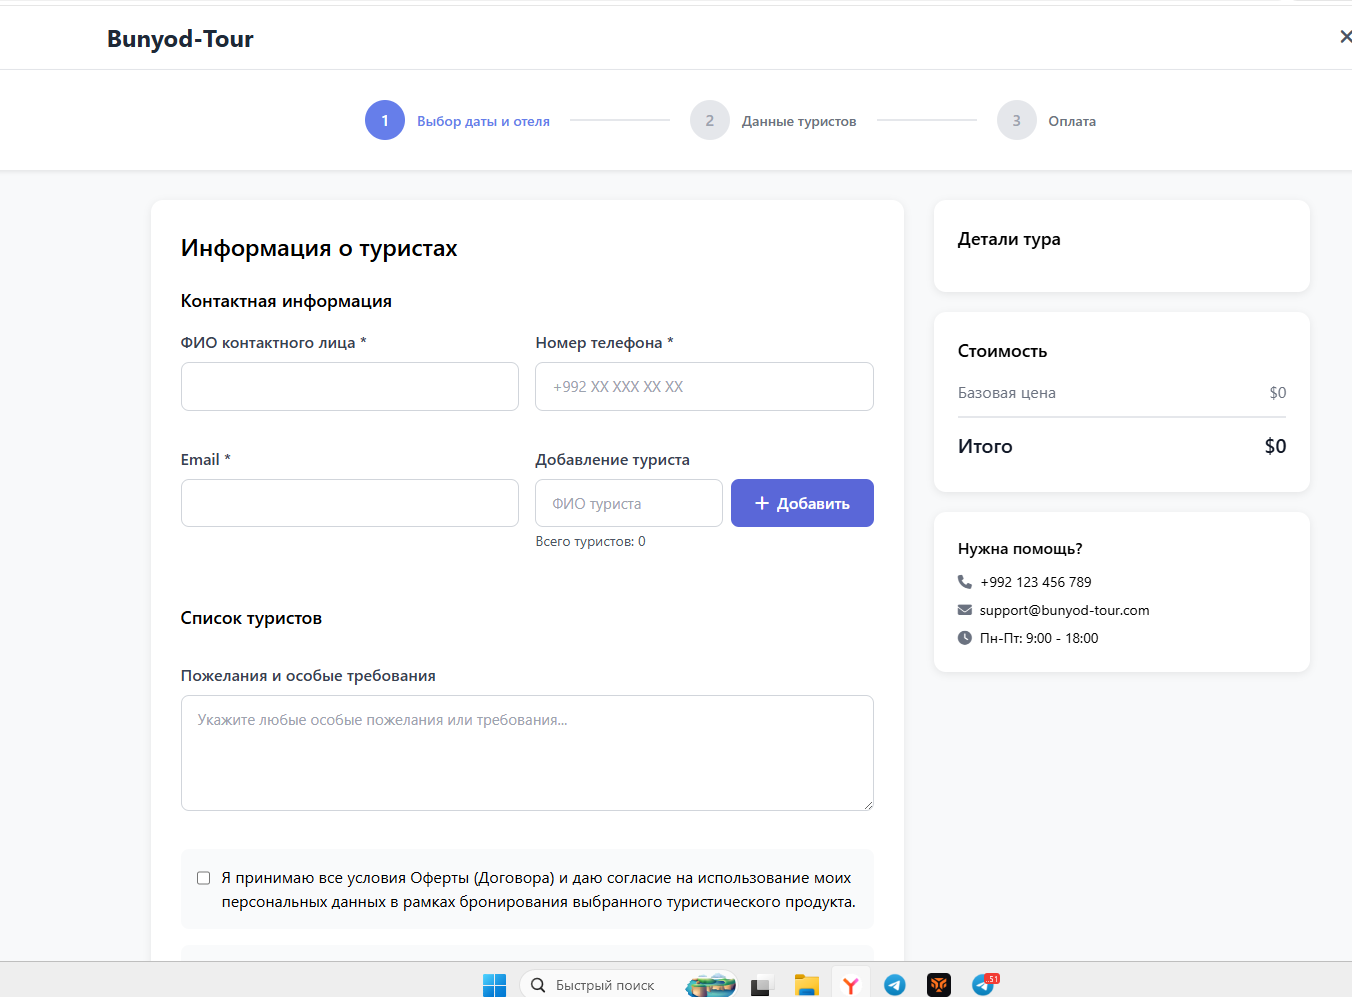 Bunyod-Tour
1 Выбор даты и отеля
2 Данные туристов
3 Оплата
Информация о туристах
Контактная информация
ФИО контактного лица *
Номер телефона *
+992 XX XXX XX XX
Email *
Добавление туриста
ФИО туриста
+ Добавить
Всего туристов: 0
Список туристов
Пожелания и особые требования
Укажите любые особые пожелания или требования...
Я принимаю все условия Оферты (Договора) и даю согласие на использование моих
персональных данных в рамках бронирования выбранного туристического продукта.
Детали тура
Стоимость
Базовая цена $0
Итого $0
Нужна помощь?
+992 123 456 789
support@bunyod-tour.com
Пн-Пт: 9:00 - 18:00
Быстрый поиск
51